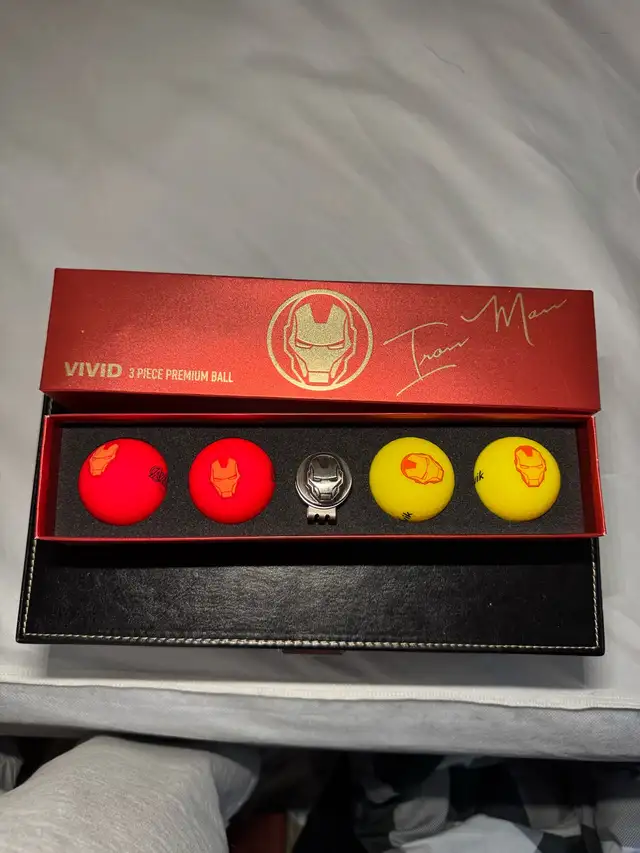 Iron Man
VIVID 3 PIECE PREMIUM BALL